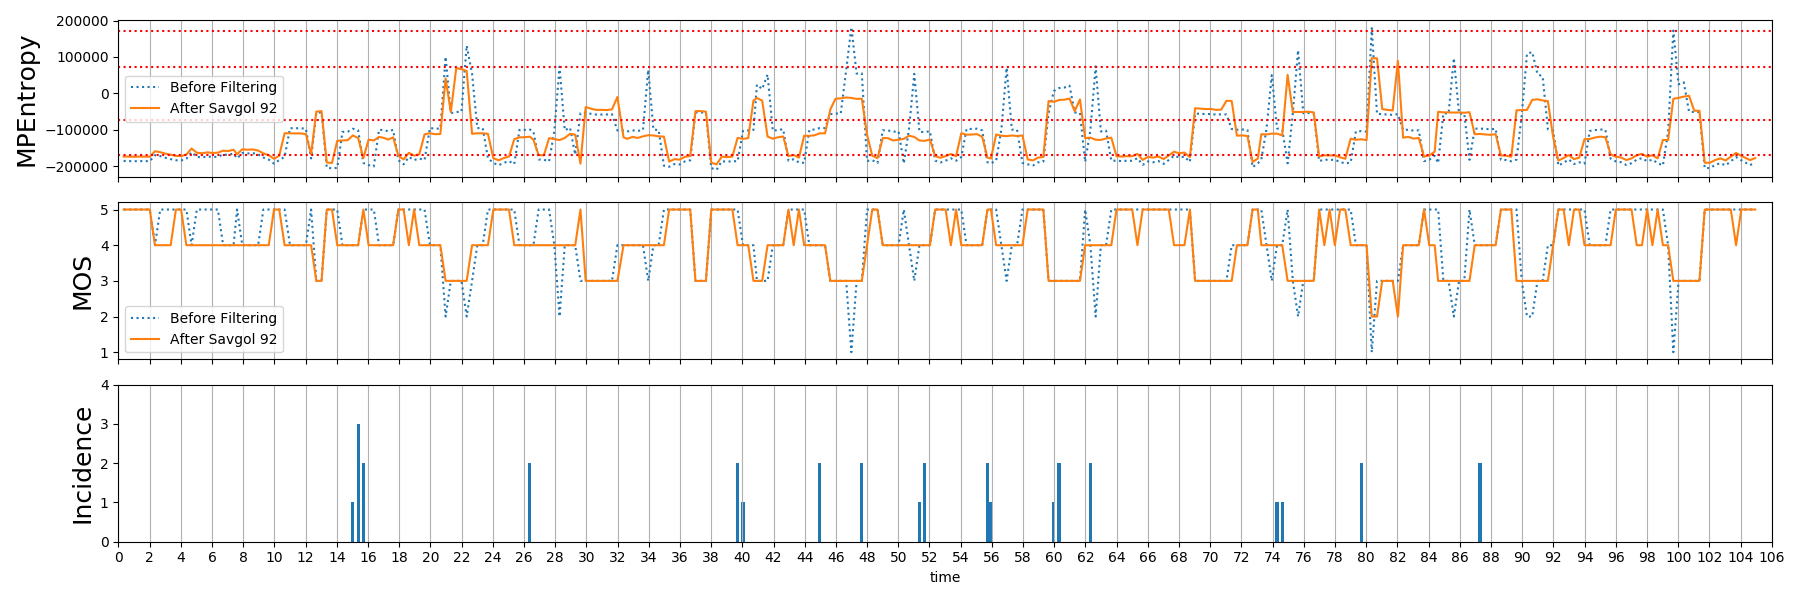 200000
100000
0
−100000
−200000
MPEntropy
Before Filtering
After Savgol 92
5
4
3
2
1
MOS
Before Filtering
After Savgol 92
4
3
2
1
0
Incidence
0 2 4 6 8 10 12 14 16 18 20 22 24 26 28 30 32 34 36 38 40 42 44 46 48 50 52 54 56 58 60 62 64 66 68 70 72 74 76 78 80 82 84 86 88 90 92 94 96 98 100 102 104 106
time